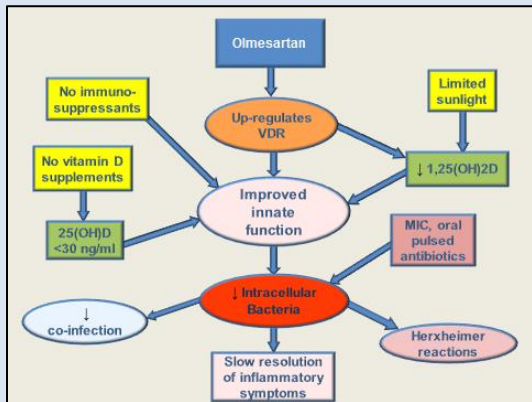 Olmesartan
No immuno-
suppressants
Limited
sunlight
Up-regulates
VDR
No vitamin D
supplements
↓ 1,25(OH)2D
Improved
innate
function
25(OH)D
<30 ng/ml
MIC, oral
pulsed
antibiotics
↓ Intracellular
Bacteria
↓
co-infection
Herxheimer
reactions
Slow resolution
of inflammatory
symptoms